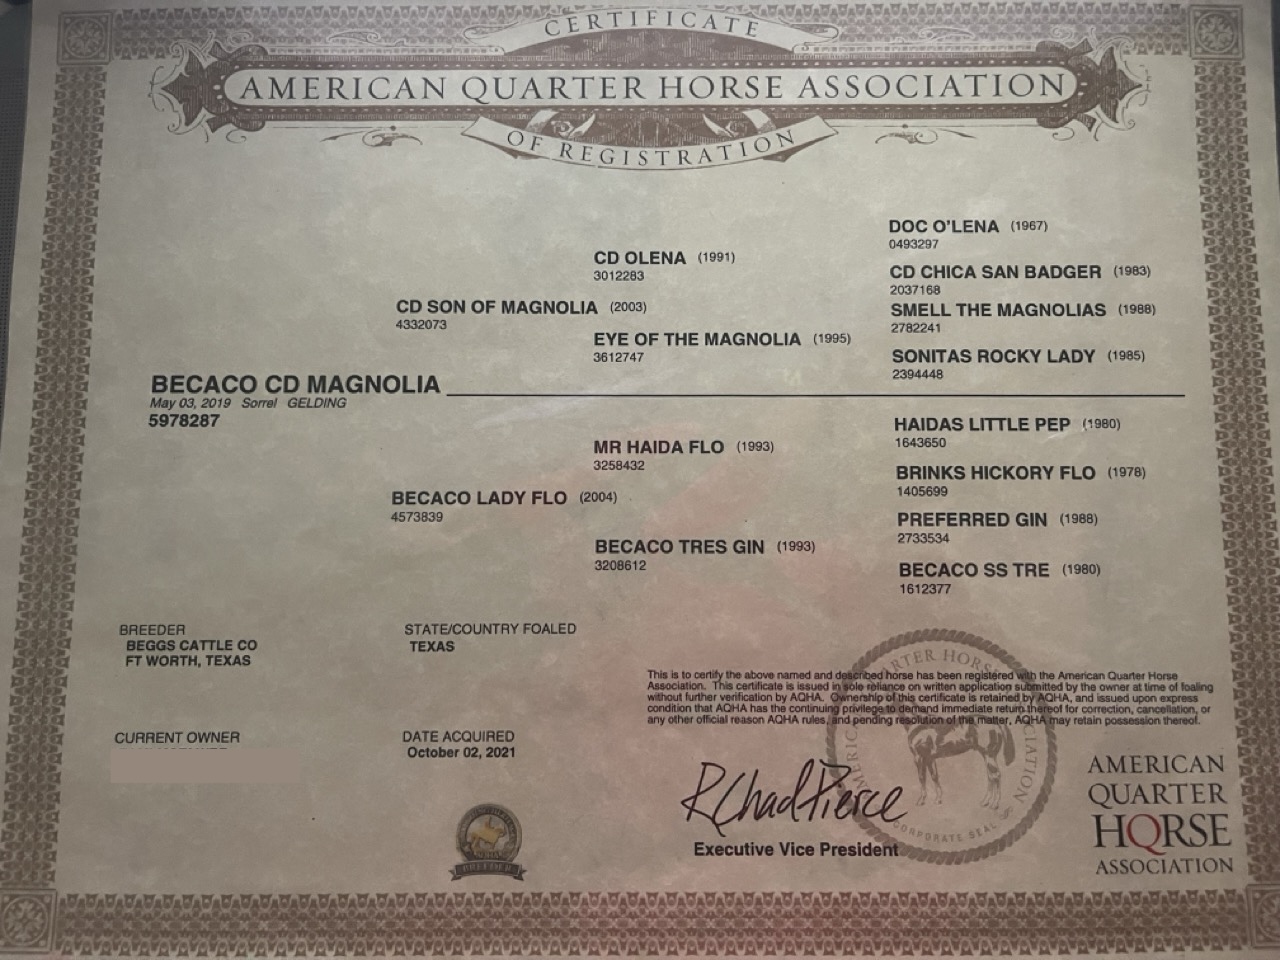 CERTIFICATE
AMERICAN QUARTER HORSE ASSOCIATION
OF REGISTRATION
DOC O'LENA (1967)
0493297
CD OLENA (1991)
3012263
CD CHICA SAN BADGER (1983)
2037168
CD SON OF MAGNOLIA (2003)
4332073
SMELL THE MAGNOLIAS (1988)
2782241
EYE OF THE MAGNOLIA (1995)
3612747
SONITAS ROCKY LADY (1985)
2394448
BECACO CD MAGNOLIA
May 03, 2019 Sorrel GELDING
5978287
HAIDAS LITTLE PEP (1980)
1643650
MR HAIDA FLO (1993)
3258432
BRINKS HICKORY FLO (1978)
1405699
BECACO LADY FLO (2004)
4573839
PREFERRED GIN (1988)
2733534
BECACO TRES GIN (1993)
3208612
BECACO SS TRE (1980)
1612377
BREEDER
BEGGS CATTLE CO
FT WORTH, TEXAS
STATE/COUNTRY FOALED
TEXAS
This is to certify the above named and described horse has been registered with the American Quarter Horse
Association. This certificate is issued in sole reliance on written application submitted by the owner at time of foaling
without further verification by AQHA. Ownership of this certificate is retained by AQHA, and issued upon express
condition that AQHA has the continuing privilege to demand immediate return thereof for correction, cancellation, or
any other official reason AQHA rules, and pending resolution of the matter, AQHA may retain possession thereof.
CURRENT OWNER
DATE ACQUIRED
October 02, 2021
R Chad Pierce
Executive Vice President
CORPORATE SEAL
AMERICAN
QUARTER
HORSE
ASSOCIATION